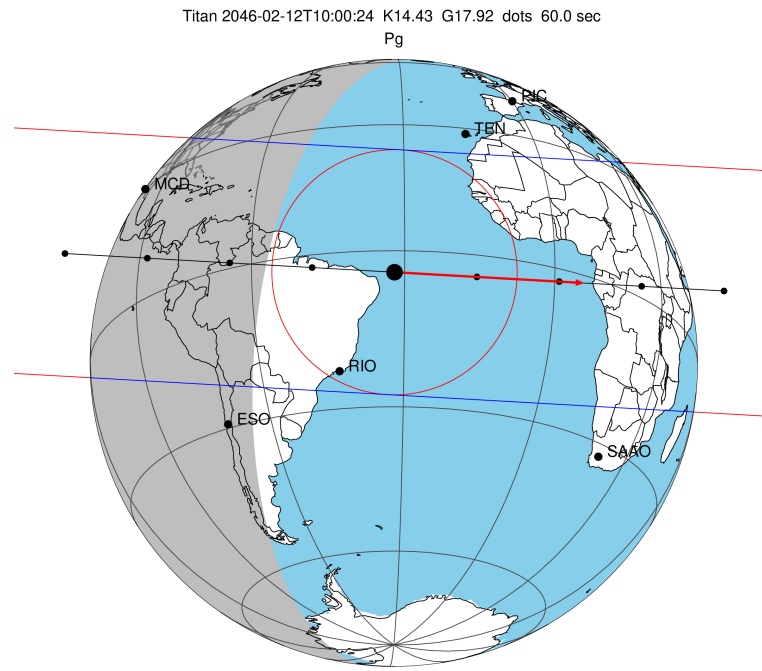 Titan 2046-02-12T10:00:24 K14.43 G17.92 dots 60.0 sec
Pg
PIC
TEN
MCD
RIO
ESO
SAAO